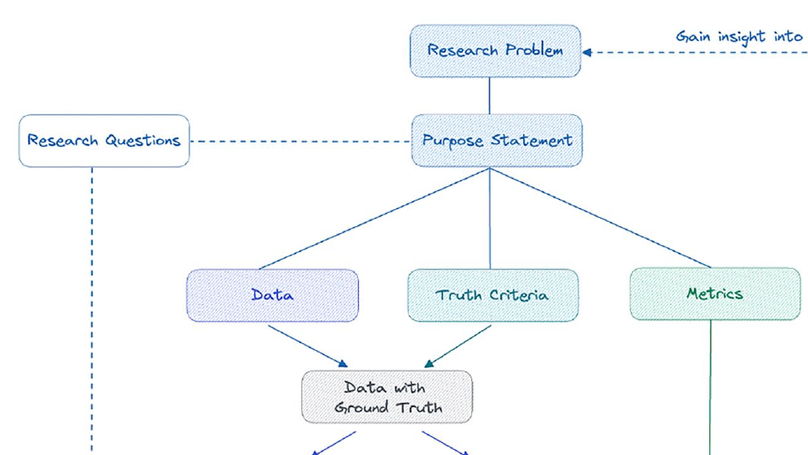 Research Problem
Gain insight into
Research Questions
Purpose Statement
Data
Truth Criteria
Metrics
Data with
Ground Truth